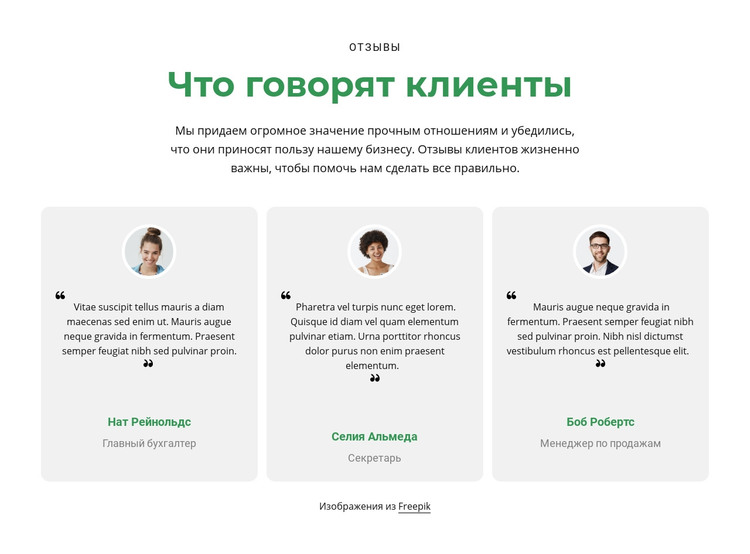 ОТЗЫВЫ
Что говорят клиенты
Мы придаем огромное значение прочным отношениям и убедились,
что они приносят пользу нашему бизнесу. Отзывы клиентов жизненно
важны, чтобы помочь нам сделать все правильно.
❝
Vitae suscipit tellus mauris a diam
maecenas sed enim ut. Mauris augue
neque gravida in fermentum. Praesent
semper feugiat nibh sed pulvinar proin.
❞
Нат Рейнольдс
Главный бухгалтер
❝
Pharetra vel turpis nunc eget lorem.
Quisque id diam vel quam elementum
pulvinar etiam. Urna porttitor rhoncus
dolor purus non enim praesent
elementum.
❞
Селия Альмеда
Секретарь
❝
Mauris augue neque gravida in
fermentum. Praesent semper feugiat nibh
sed pulvinar proin. Nibh nisl dictumst
vestibulum rhoncus est pellentesque elit.
❞
Боб Робертс
Менеджер по продажам
Изображения из Freepik